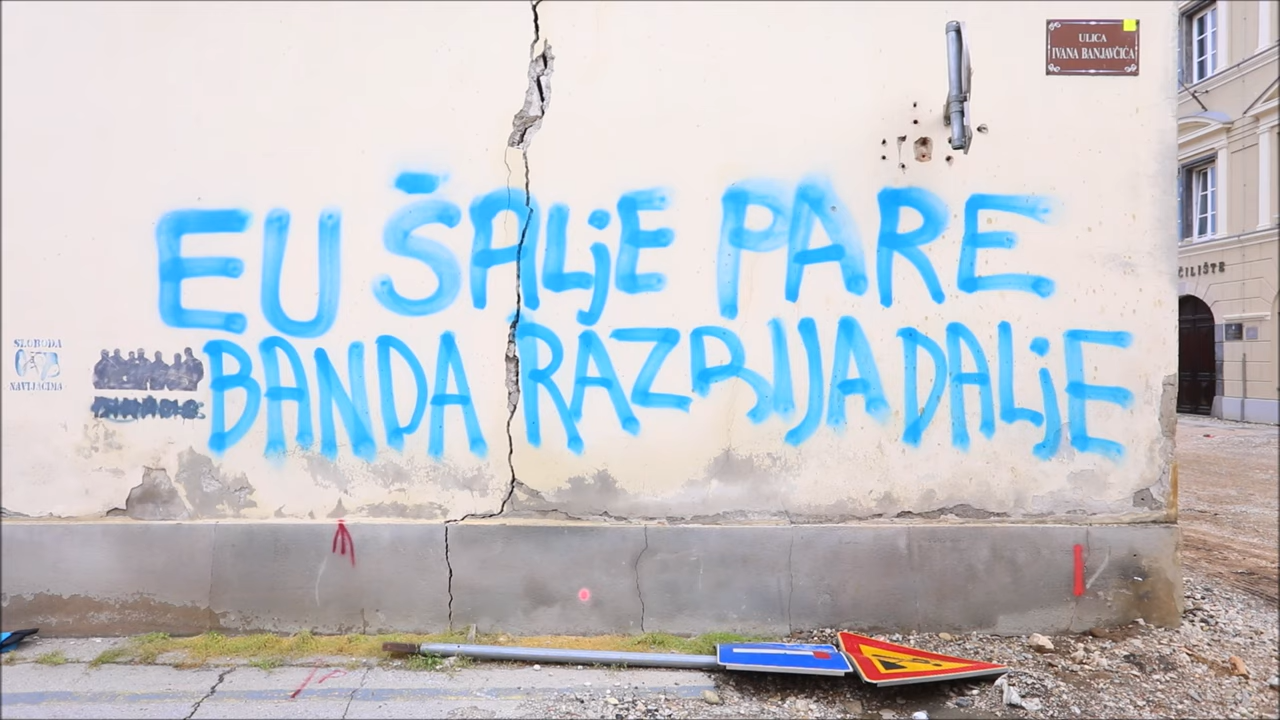 ULICA
IVANA BANJAVČIĆA
EU ŠALjE PARE
BANDA RAZBIJA DALjE
SLOBODA
NAVIJAČIMA
ČILIŠTE